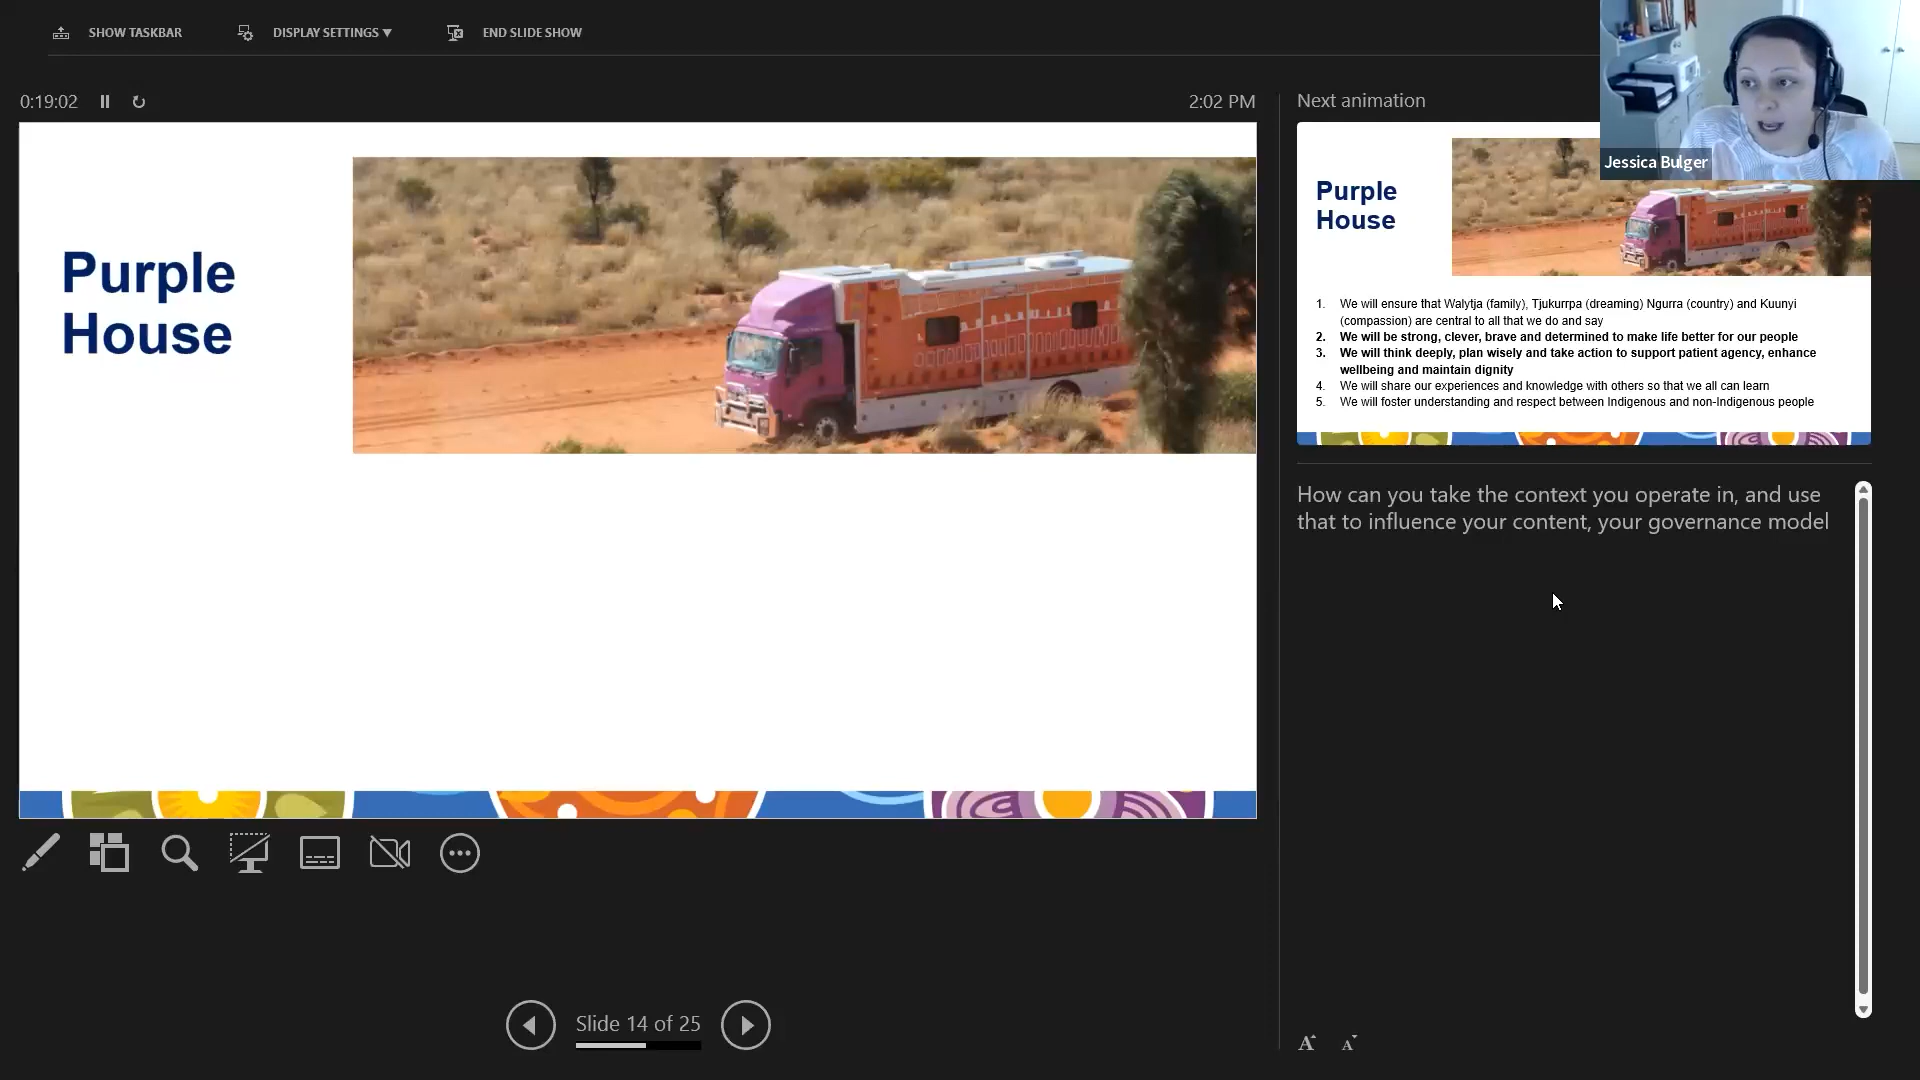 SHOW TASKBAR
DISPLAY SETTINGS ▼
END SLIDE SHOW
0:19:02
2:02 PM
Purple
House
Next animation
Jessica Bulger
Purple
House
1. We will ensure that Walytja (family), Tjukurrpa (dreaming) Ngurra (country) and Kuunyi
(compassion) are central to all that we do and say
2. We will be strong, clever, brave and determined to make life better for our people
3. We will think deeply, plan wisely and take action to support patient agency, enhance
wellbeing and maintain dignity
4. We will share our experiences and knowledge with others so that we all can learn
5. We will foster understanding and respect between Indigenous and non-Indigenous people
How can you take the context you operate in, and use
that to influence your content, your governance model
Slide 14 of 25
A A